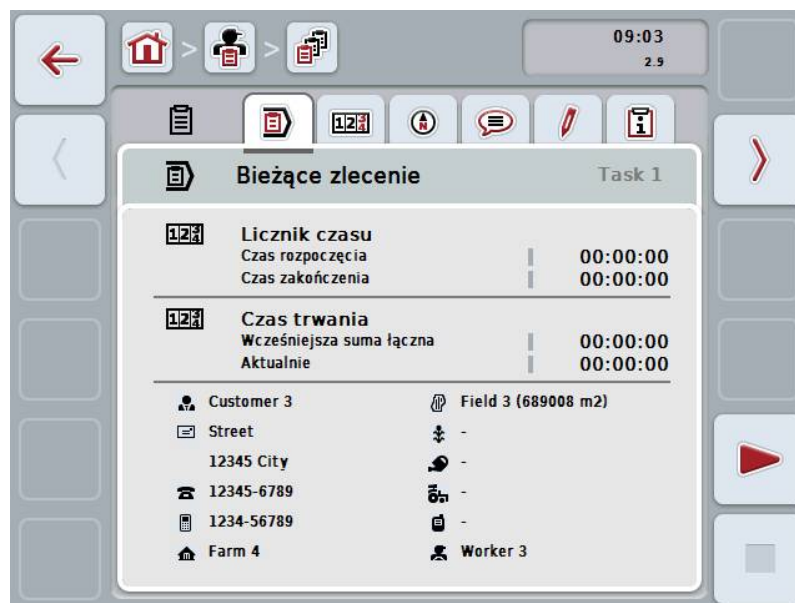 > >
09:03
2.9
Bieżące zlecenie Task 1
Licznik czasu
Czas rozpoczęcia 00:00:00
Czas zakończenia 00:00:00
Czas trwania
Wcześniejsza suma łączna 00:00:00
Aktualnie 00:00:00
Customer 3 Field 3 (689008 m2)
Street -
12345 City -
12345-6789 -
1234-56789 -
Farm 4 Worker 3